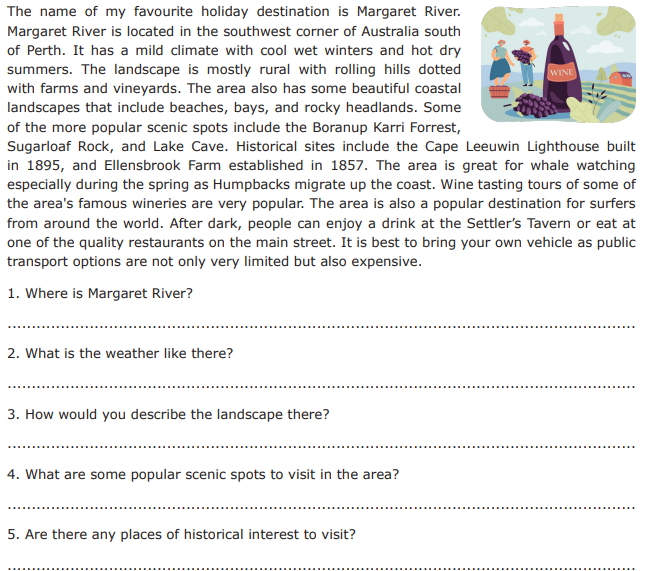 The name of my favourite holiday destination is Margaret River.
Margaret River is located in the southwest corner of Australia south
of Perth. It has a mild climate with cool wet winters and hot dry
summers. The landscape is mostly rural with rolling hills dotted
with farms and vineyards. The area also has some beautiful coastal
landscapes that include beaches, bays, and rocky headlands. Some
of the more popular scenic spots include the Boranup Karri Forrest,
WINE
Sugarloaf Rock, and Lake Cave. Historical sites include the Cape Leeuwin Lighthouse built
in 1895, and Ellensbrook Farm established in 1857. The area is great for whale watching
especially during the spring as Humpbacks migrate up the coast. Wine tasting tours of some of
the area's famous wineries are very popular. The area is also a popular destination for surfers
from around the world. After dark, people can enjoy a drink at the Settler’s Tavern or eat at
one of the quality restaurants on the main street. It is best to bring your own vehicle as public
transport options are not only very limited but also expensive.
1. Where is Margaret River?
2. What is the weather like there?
3. How would you describe the landscape there?
4. What are some popular scenic spots to visit in the area?
5. Are there any places of historical interest to visit?